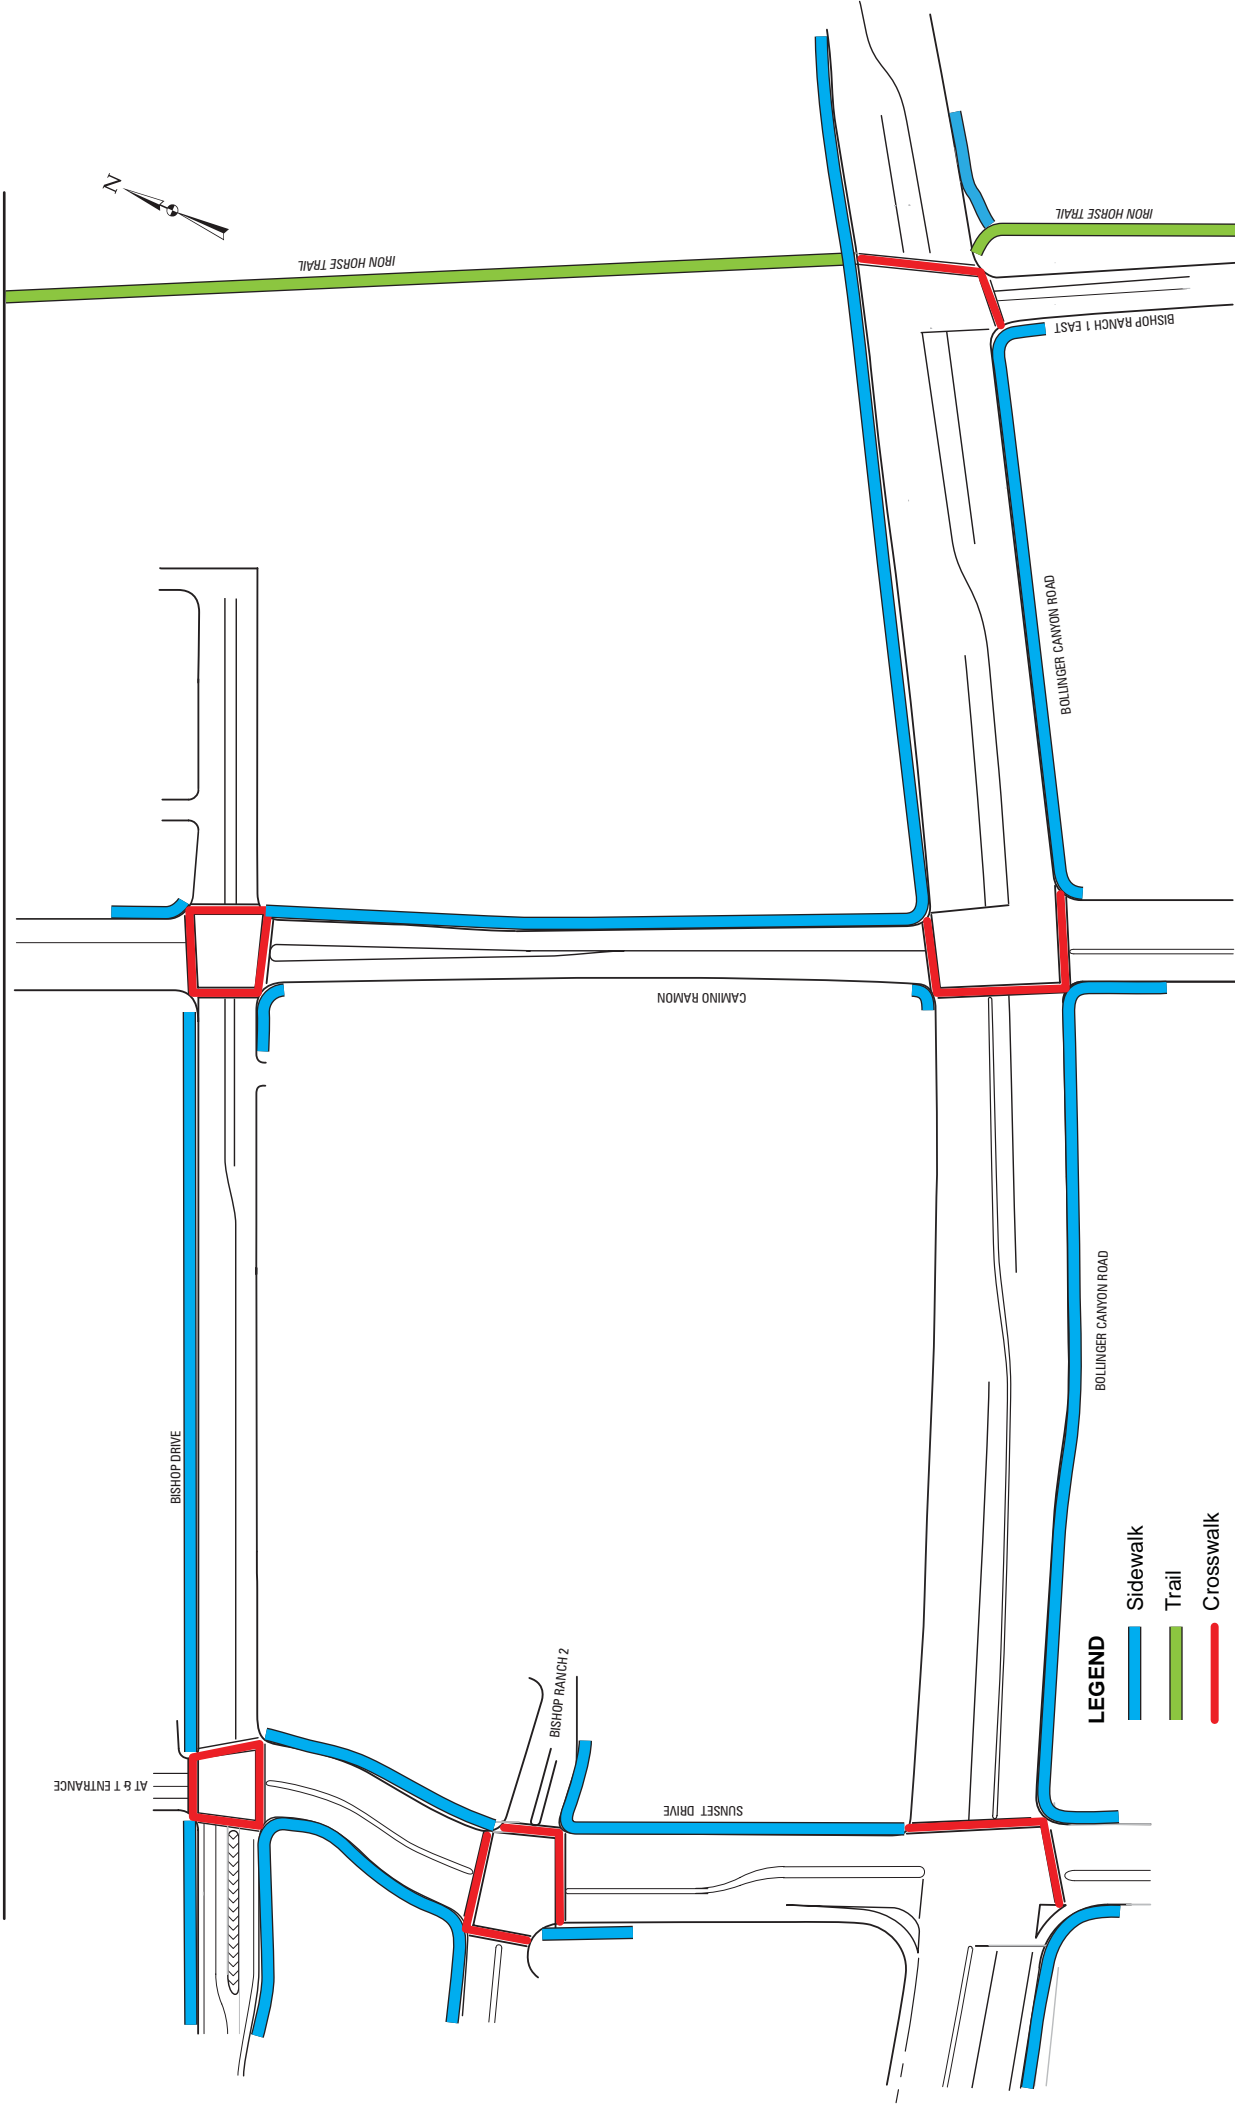 N
IRON HORSE TRAIL
IRON HORSE TRAIL
BISHOP RANCH 1 EAST
BOLLINGER CANYON ROAD
CAMINO RAMON
BOLLINGER CANYON ROAD
BISHOP DRIVE
AT & T ENTRANCE
BISHOP RANCH 2
SUNSET DRIVE
LEGEND
Sidewalk
Trail
Crosswalk